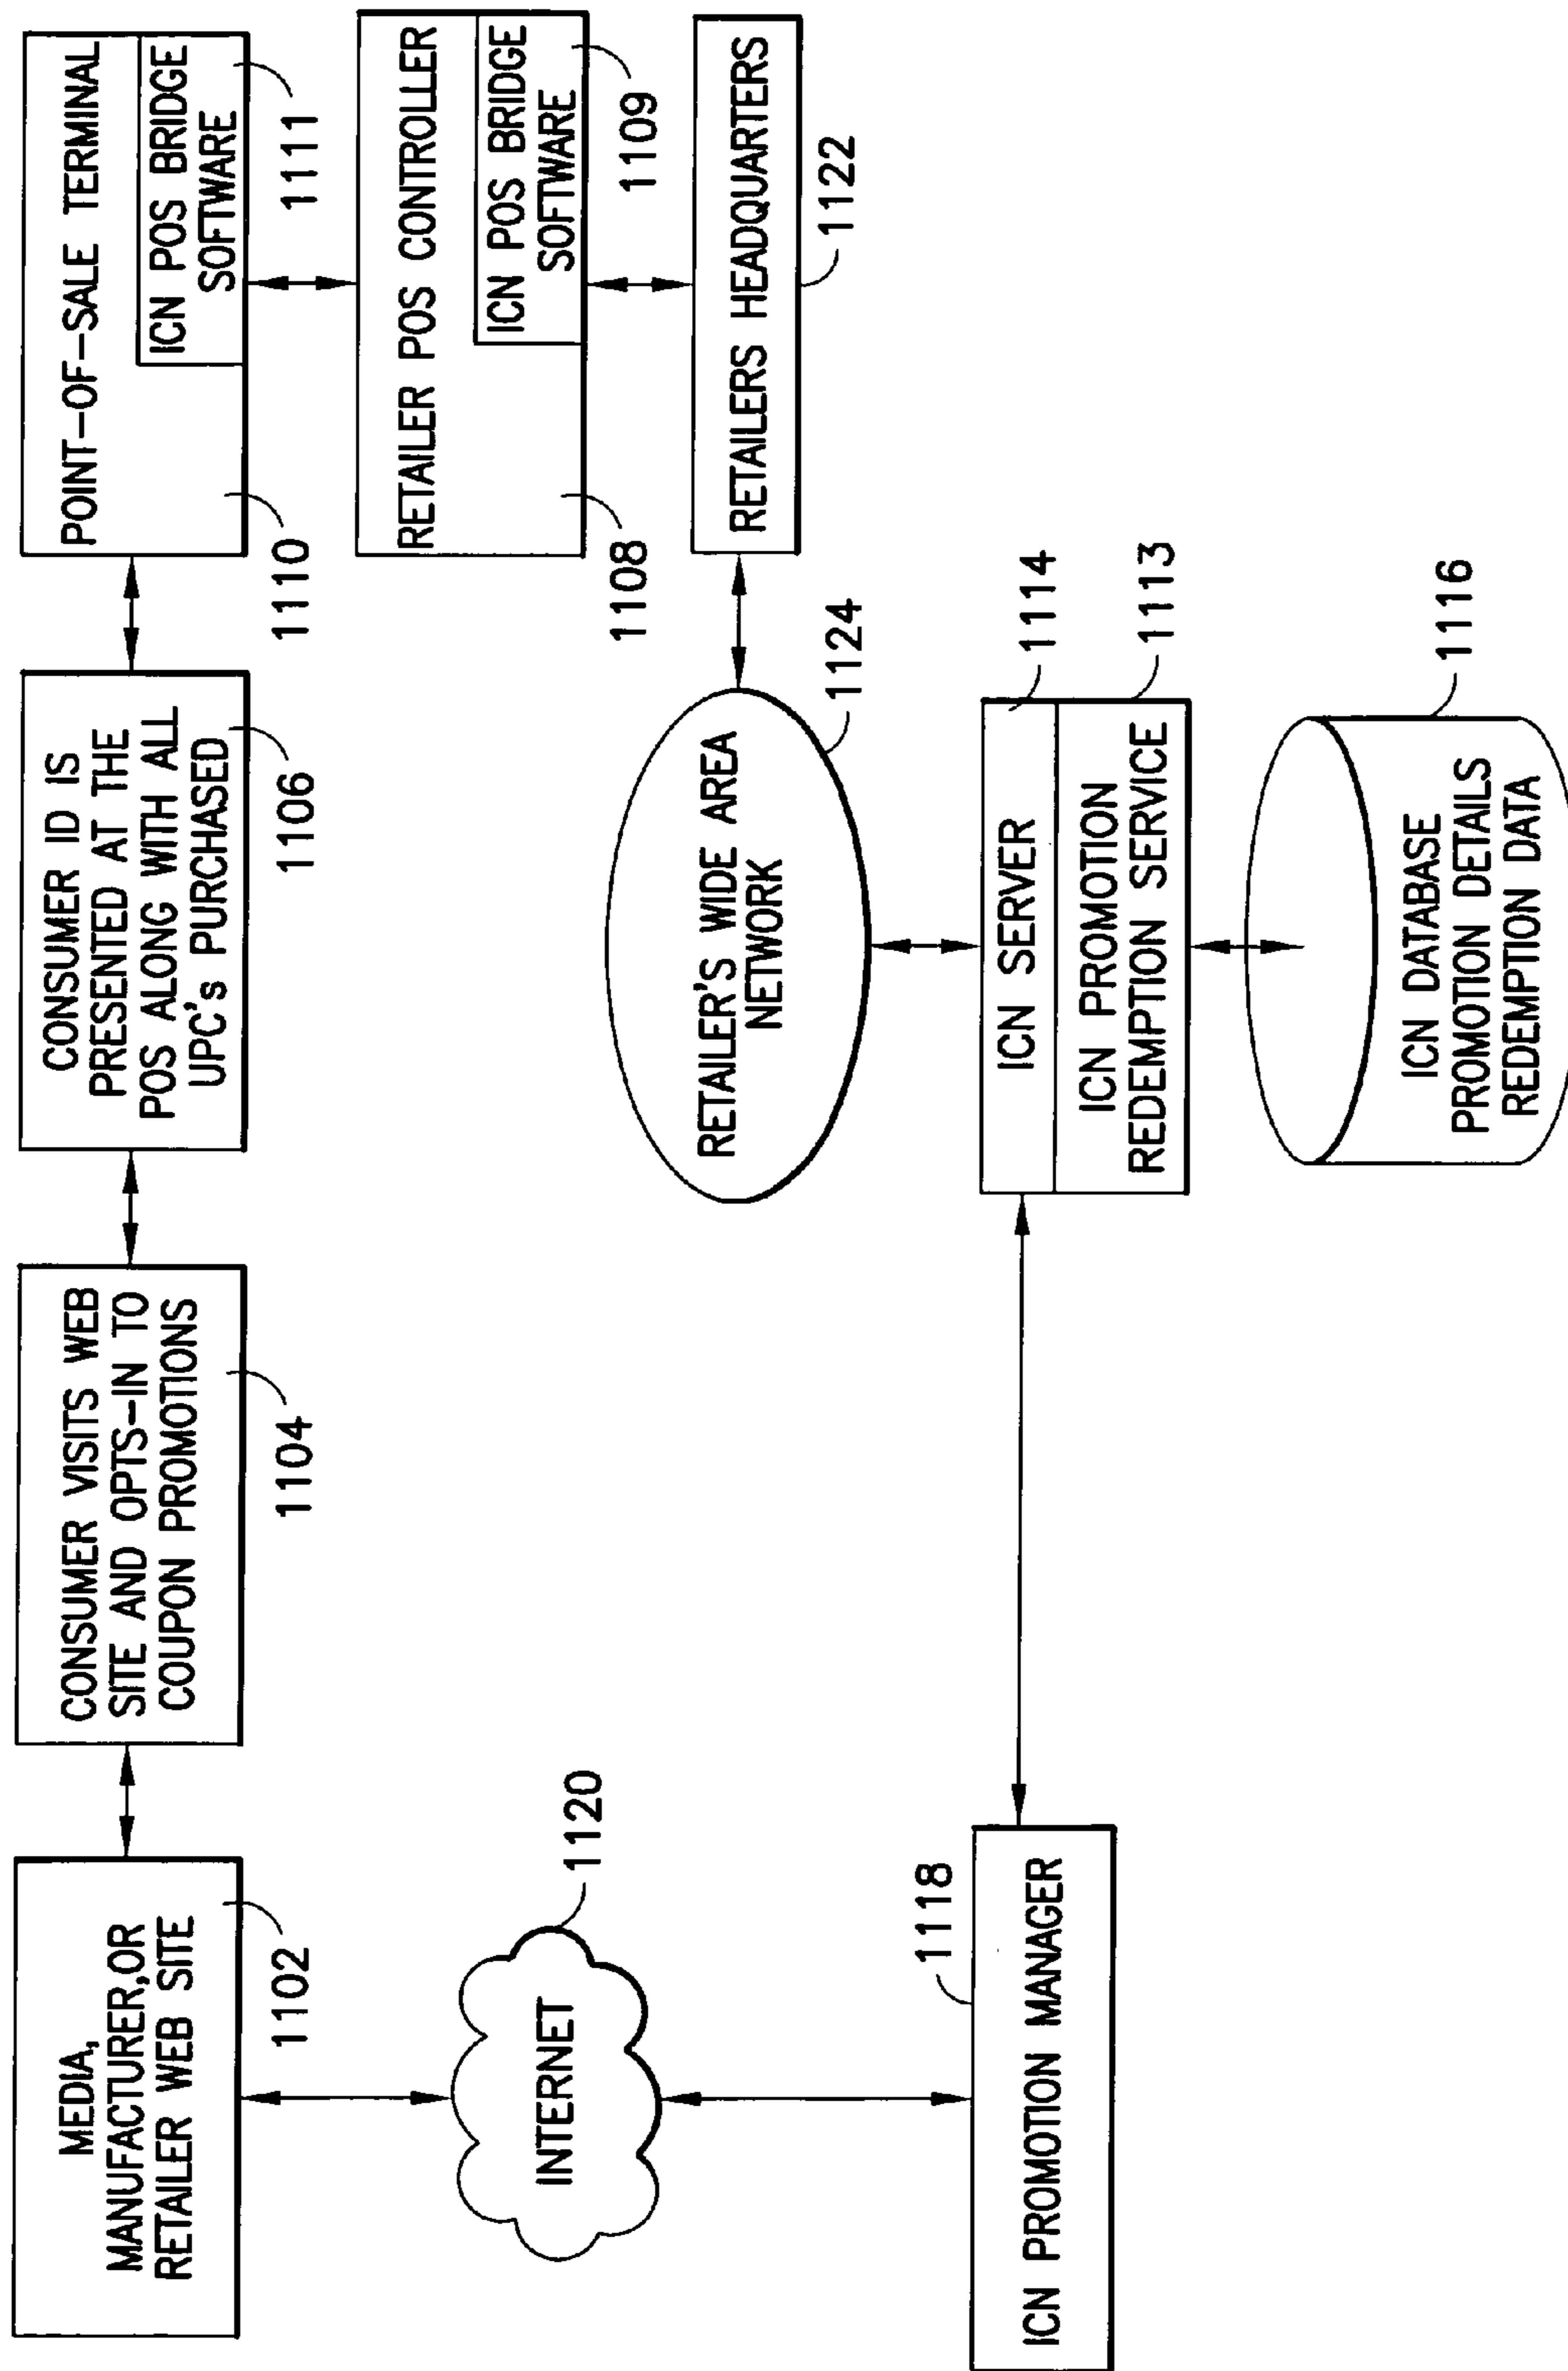 MEDIA,
MANUFACTURER,OR
RETAILER WEB SITE
1102
CONSUMER VISITS WEB
SITE AND OPTS-IN TO
COUPON PROMOTIONS
1104
CONSUMER ID IS
PRESENTED AT THE
POS ALONG WITH ALL
UPC's PURCHASED
1106
POINT-OF-SALE TERMINAL
ICN POS BRIDGE
SOFTWARE
1110
1111
RETAILER POS CONTROLLER
ICN POS BRIDGE
SOFTWARE
1108
1109
RETAILERS HEADQUARTERS
1122
INTERNET
1120
RETAILER'S WIDE AREA
NETWORK
1124
ICN PROMOTION MANAGER
1118
ICN SERVER
1114
ICN PROMOTION
REDEMPTION SERVICE
1113
ICN DATABASE
PROMOTION DETAILS
REDEMPTION DATA
1116